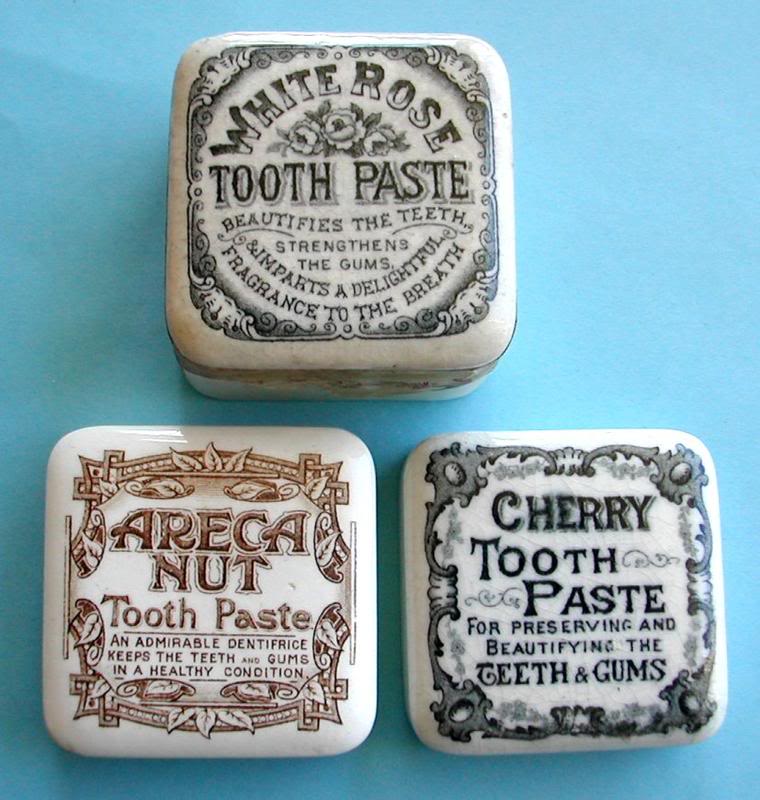 WHITE ROSE
TOOTH PASTE
BEAUTIFIES THE TEETH,
STRENGTHENS
THE GUMS,
& IMPARTS A DELIGHTFUL
FRAGRANCE TO THE BREATH
ARECA
NUT
Tooth Paste
AN ADMIRABLE DENTIFRICE
KEEPS THE TEETH AND GUMS
IN A HEALTHY CONDITION.
CHERRY
TOOTH
PASTE
FOR PRESERVING AND
BEAUTIFYING THE
TEETH & GUMS